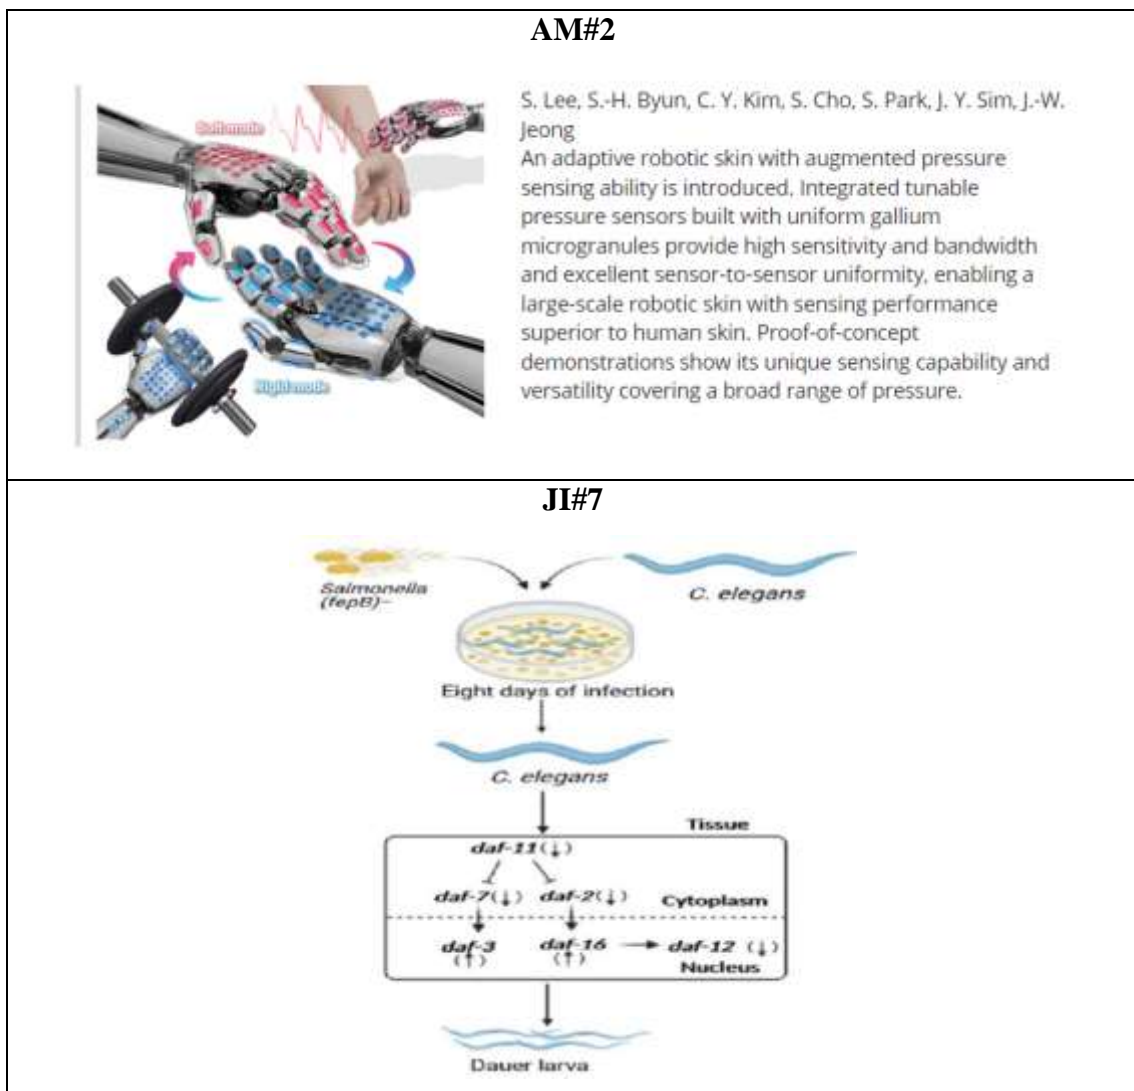 AM#2
Soft mode
S. Lee, S.-H. Byun, C. Y. Kim, S. Cho, S. Park, J. Y. Sim, J.-W.
Jeong
An adaptive robotic skin with augmented pressure
sensing ability is introduced. Integrated tunable
pressure sensors built with uniform gallium
microgranules provide high sensitivity and bandwidth
and excellent sensor-to-sensor uniformity, enabling a
large-scale robotic skin with sensing performance
superior to human skin. Proof-of-concept
demonstrations show its unique sensing capability and
versatility covering a broad range of pressure.
Rigid mode
JI#7
Salmonella
(fepB)–
C. elegans
Eight days of infection
C. elegans
Tissue
daf-11(↓)
daf-7(↓) daf-2(↓) Cytoplasm
daf-3 daf-16 daf-12 (↓)
(↑) (↑) Nucleus
Dauer larva